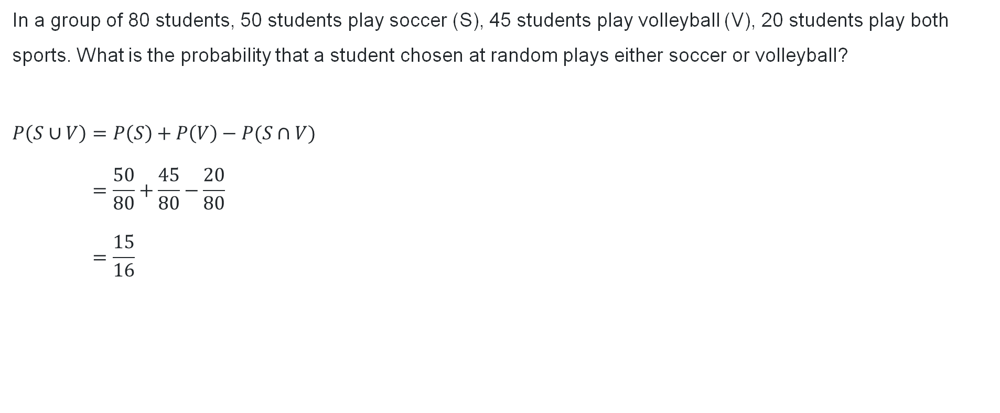 In a group of 80 students, 50 students play soccer (S), 45 students play volleyball (V), 20 students play both
sports. What is the probability that a student chosen at random plays either soccer or volleyball?
P(S ∪ V) = P(S) + P(V) − P(S ∩ V)
= 50/80 + 45/80 − 20/80
= 15/16